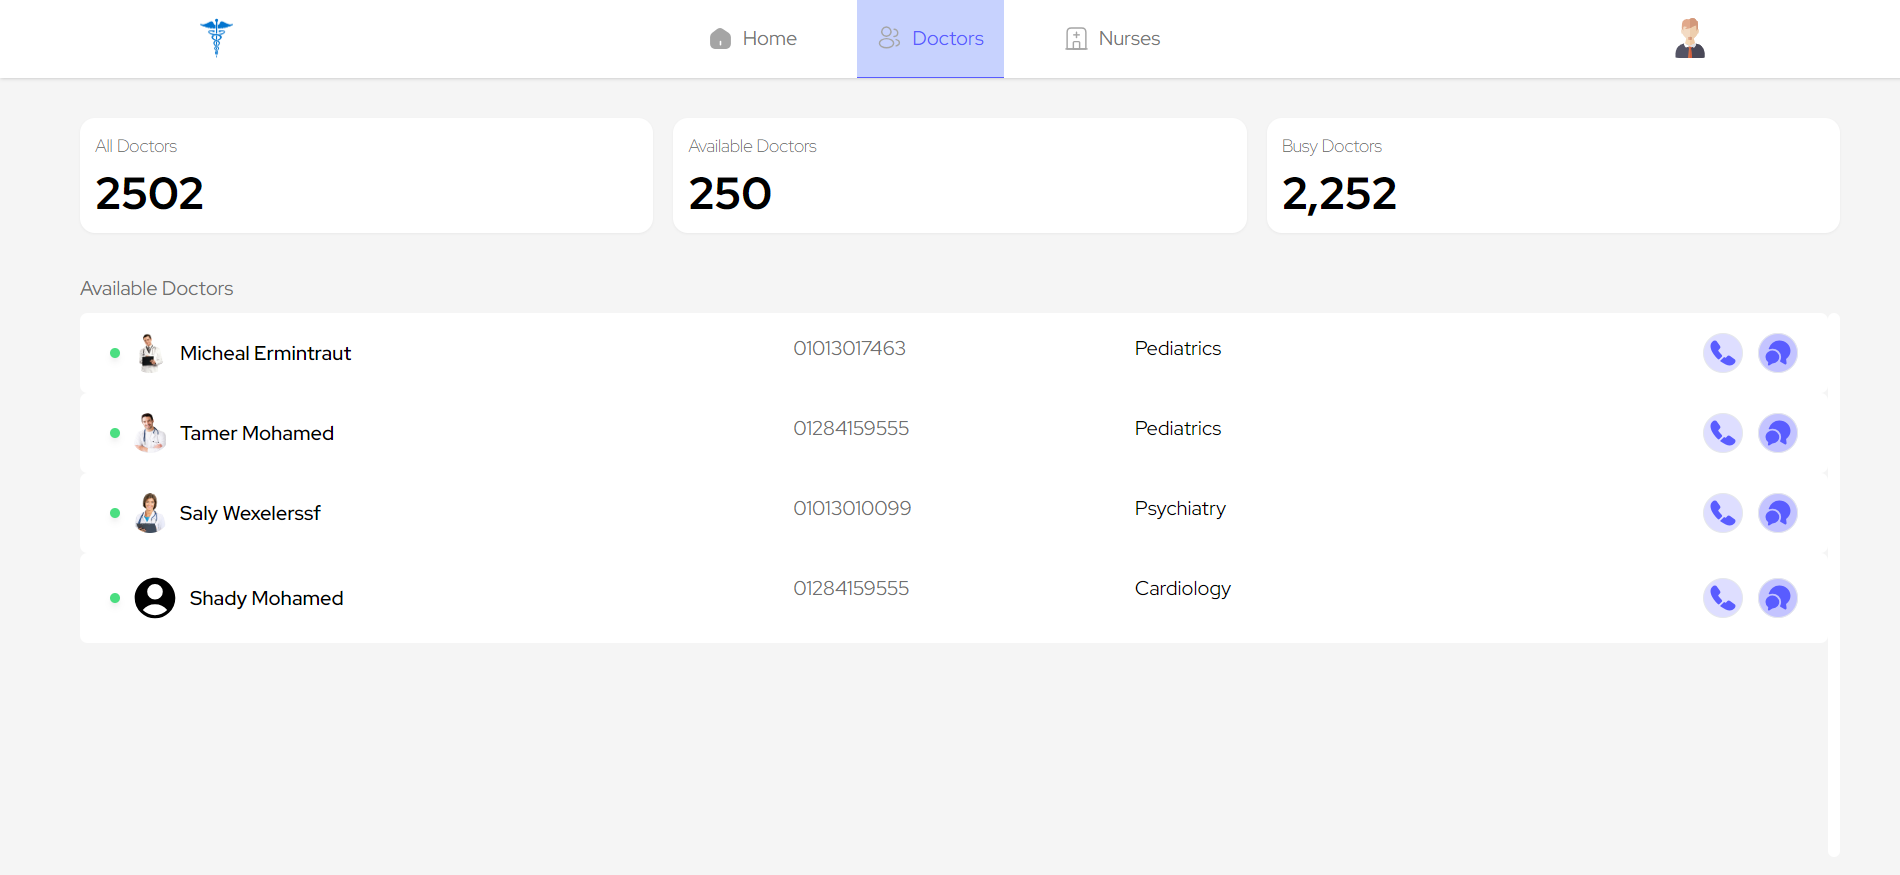 Home
Doctors
Nurses
All Doctors
2502
Available Doctors
250
Busy Doctors
2,252
Available Doctors
Micheal Ermintraut 01013017463 Pediatrics
Tamer Mohamed 01284159555 Pediatrics
Saly Wexelerssf 01013010099 Psychiatry
Shady Mohamed 01284159555 Cardiology